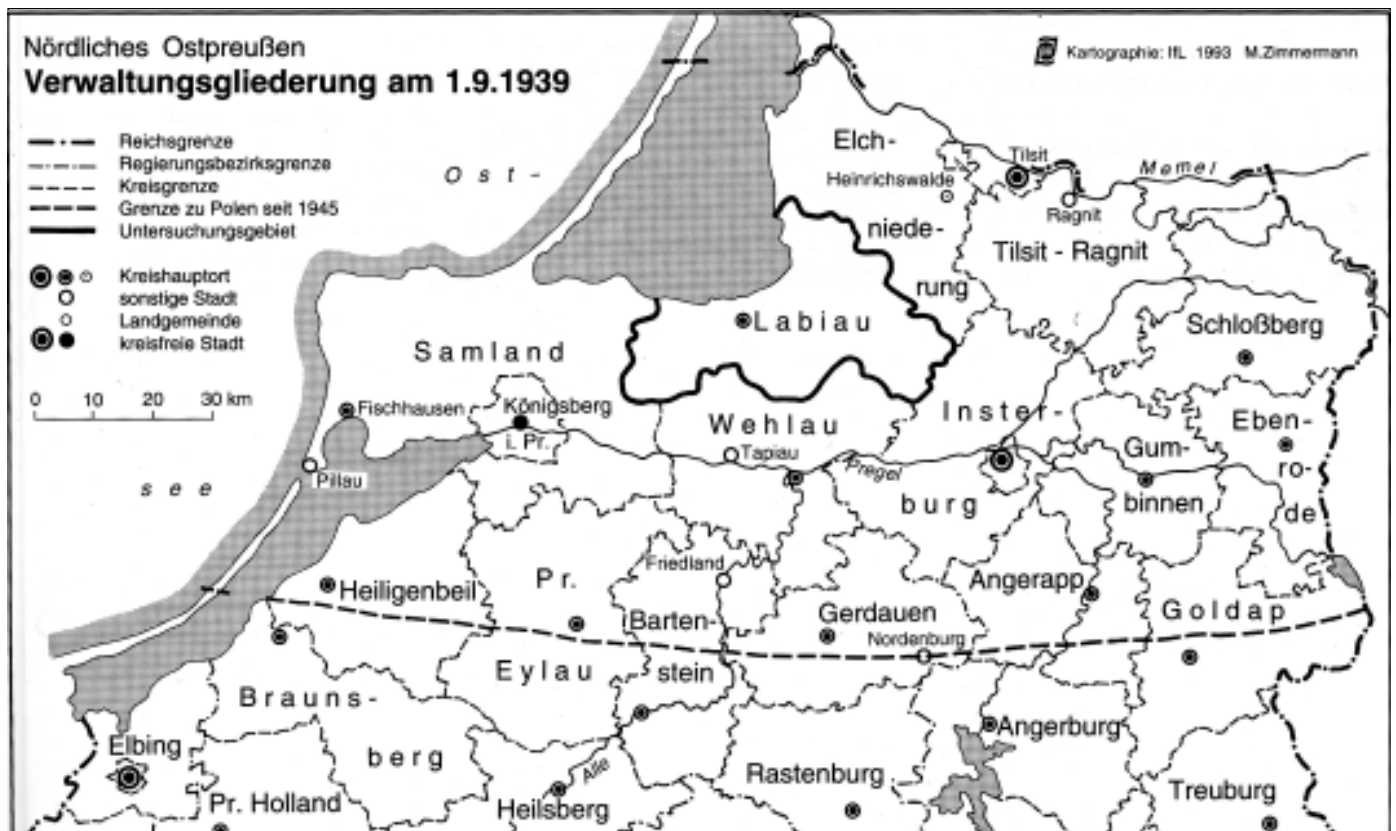 Nördliches Ostpreußen
Verwaltungsgliederung am 1.9.1939
Kartographie: IfL 1993 M.Zimmermann
Reichsgrenze
Regierungsbezirksgrenze
Kreisgrenze
Grenze zu Polen seit 1945
Untersuchungsgebiet
Kreishauptort
sonstige Stadt
Landgemeinde
kreisfreie Stadt
0 10 20 30 km
Ost-
see
Elch-
Heinrichswalde
niede-
rung
Tilsit
Memel
Ragnit
Tilsit - Ragnit
Labiau
Schloßberg
Samland
Fischhausen
Königsberg
i. Pr.
Pillau
Wehlau
Tapiau
Pregel
Inster-
burg
Gum-
binnen
Eben-
ro-
de
Heiligenbeil
Pr.
Eylau
Friedland
Barten-
stein
Gerdauen
Nordenburg
Angerapp
Goldap
Brauns-
berg
Elbing
Pr. Holland
Heilsberg
Alle
Rastenburg
Angerburg
Treuburg